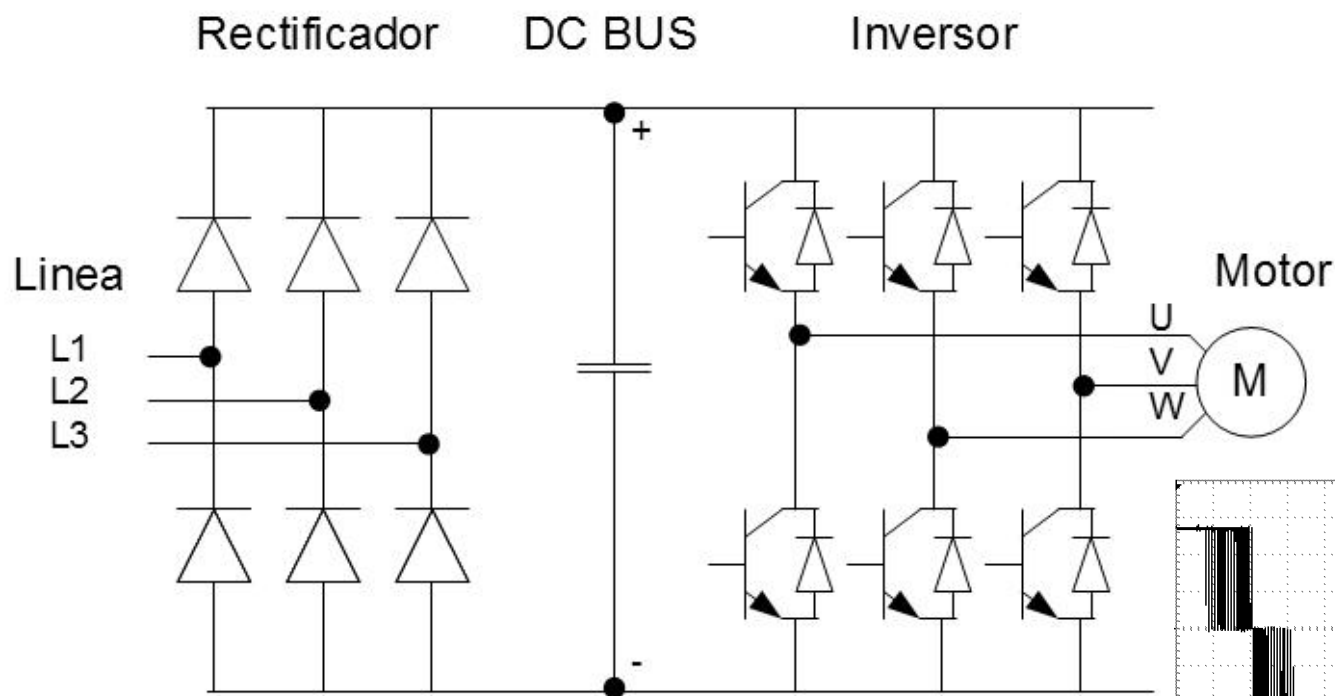 Rectificador DC BUS Inversor
+
Linea
Motor
L1
L2
L3
U
V
W
M
-